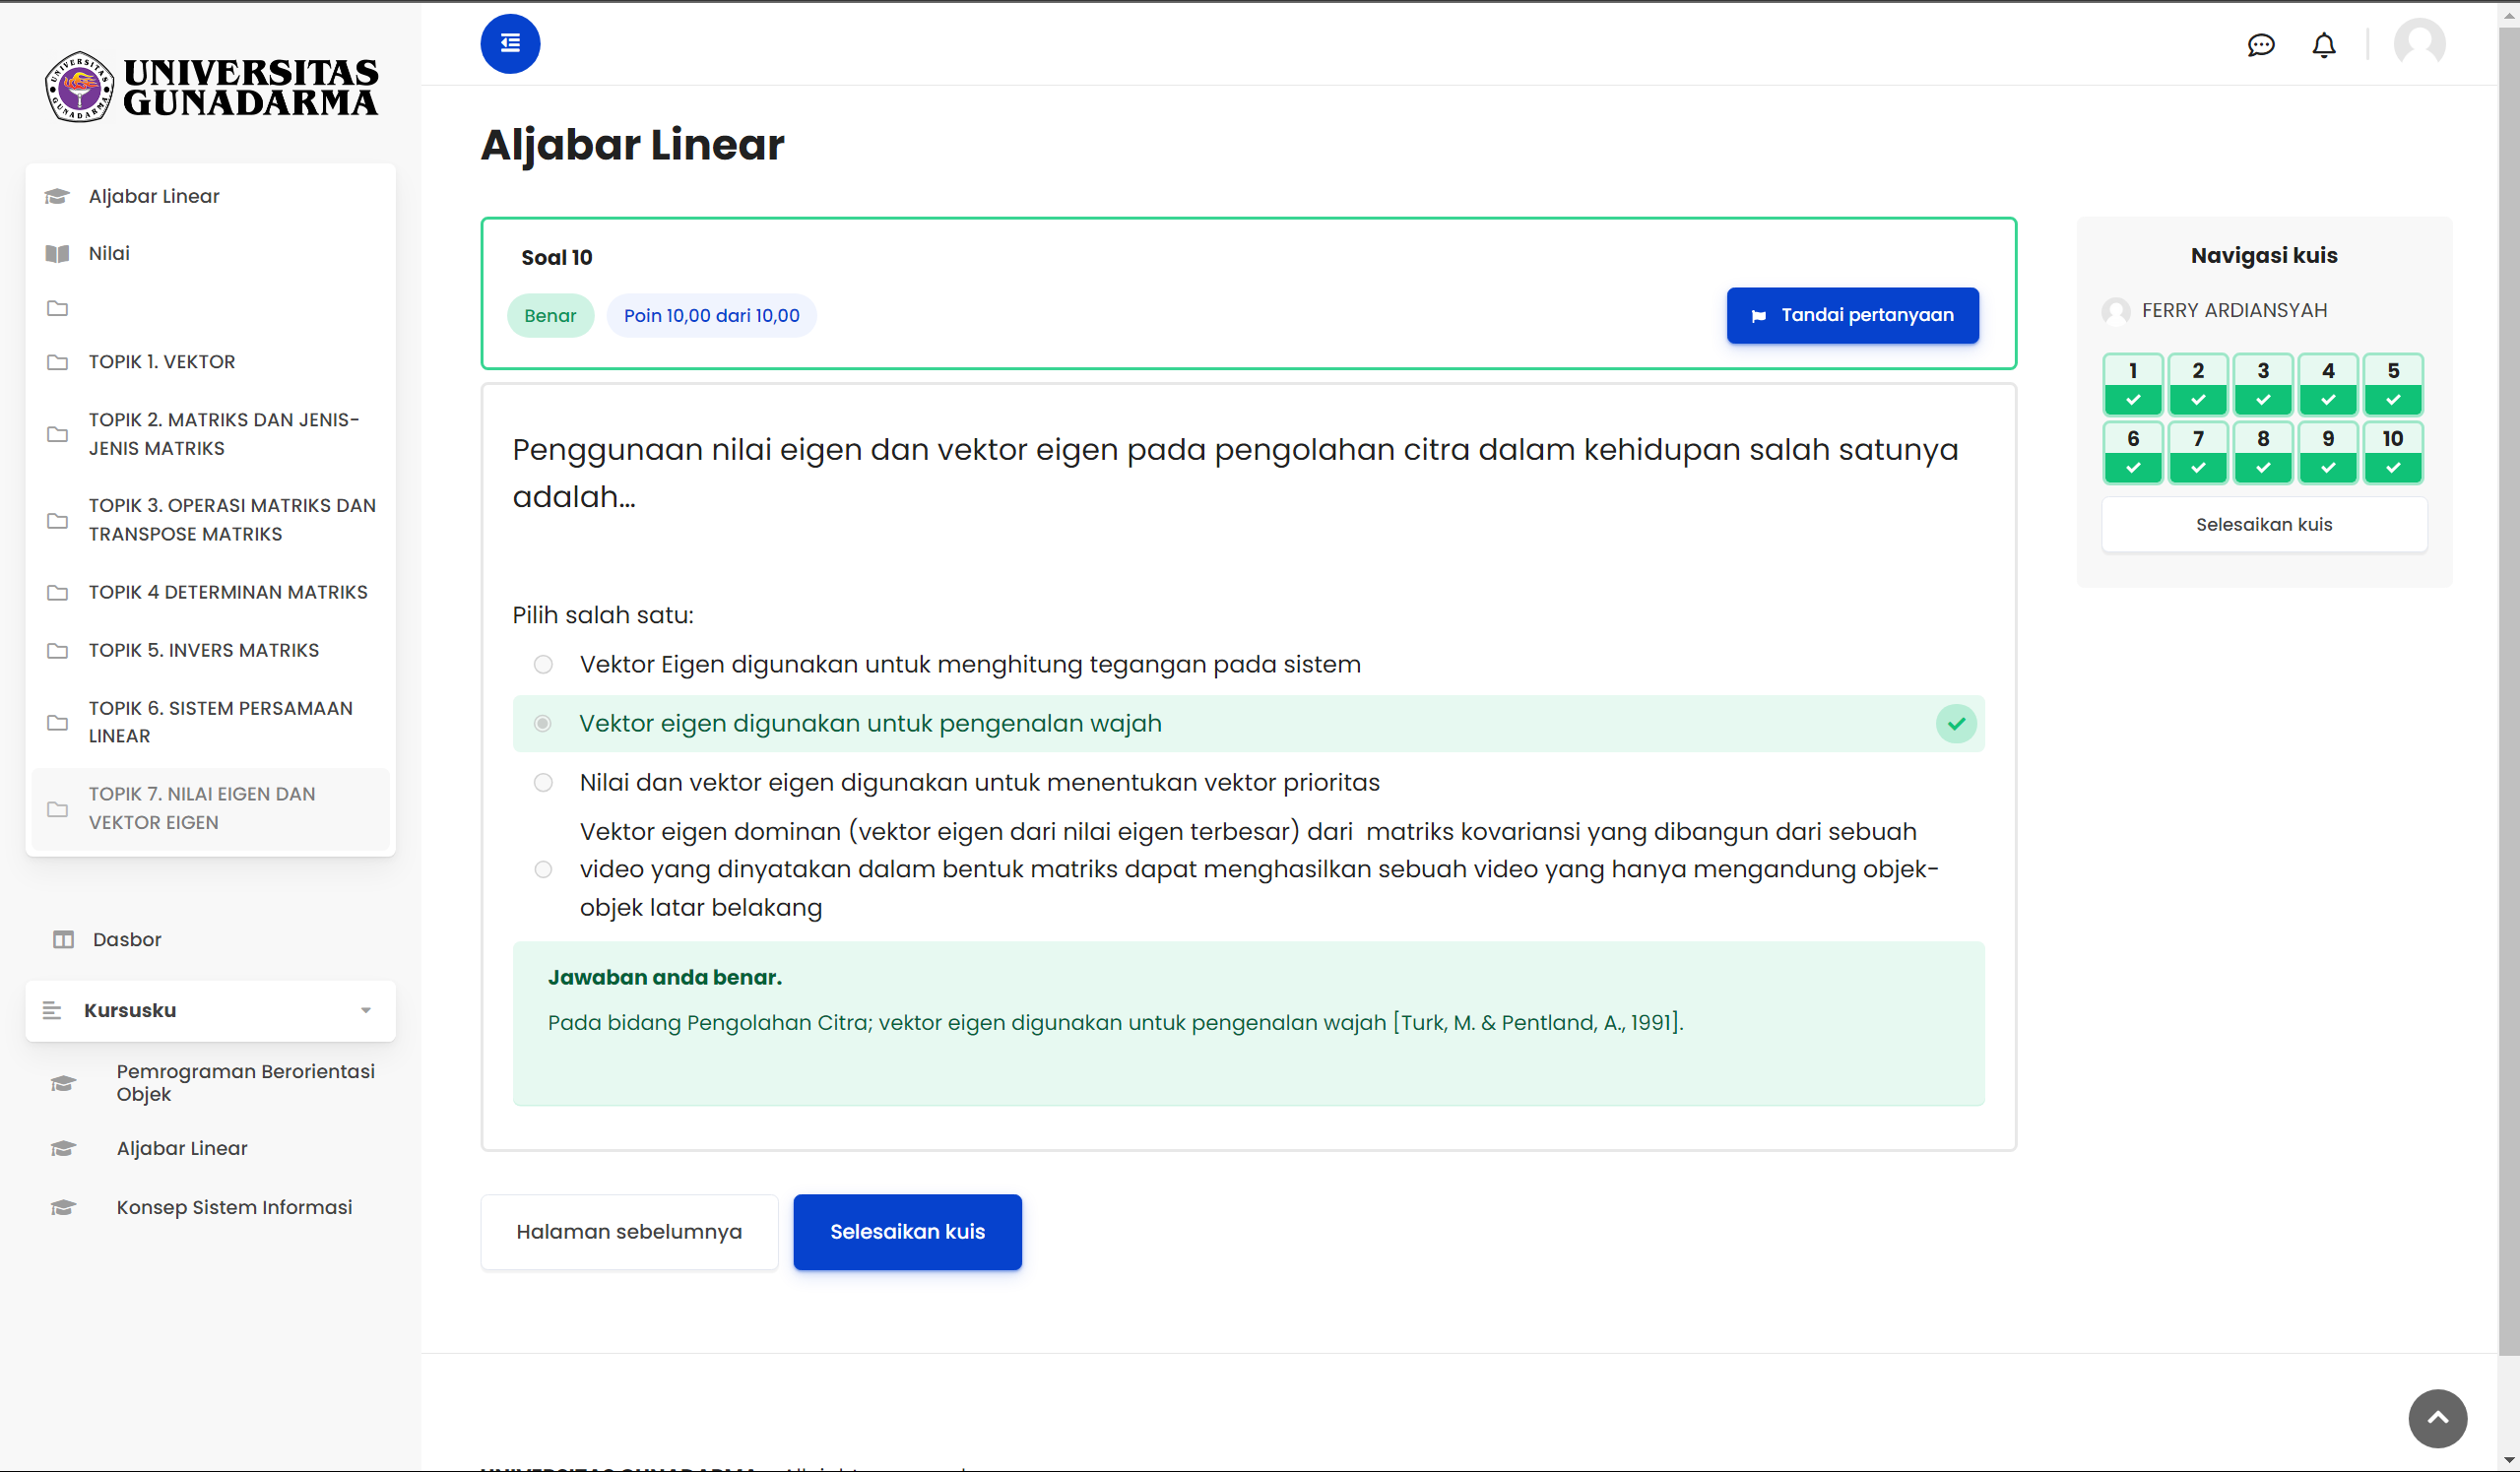 UNIVERSITAS
GUNADARMA
Aljabar Linear
Nilai
TOPIK 1. VEKTOR
TOPIK 2. MATRIKS DAN JENIS-
JENIS MATRIKS
TOPIK 3. OPERASI MATRIKS DAN
TRANSPOSE MATRIKS
TOPIK 4 DETERMINAN MATRIKS
TOPIK 5. INVERS MATRIKS
TOPIK 6. SISTEM PERSAMAAN
LINEAR
TOPIK 7. NILAI EIGEN DAN
VEKTOR EIGEN
Dasbor
Kursusku
Pemrograman Berorientasi
Objek
Aljabar Linear
Konsep Sistem Informasi
Aljabar Linear
Soal 10
Benar
Poin 10,00 dari 10,00
Tandai pertanyaan
Penggunaan nilai eigen dan vektor eigen pada pengolahan citra dalam kehidupan salah satunya
adalah...
Pilih salah satu:
Vektor Eigen digunakan untuk menghitung tegangan pada sistem
Vektor eigen digunakan untuk pengenalan wajah
Nilai dan vektor eigen digunakan untuk menentukan vektor prioritas
Vektor eigen dominan (vektor eigen dari nilai eigen terbesar) dari  matriks kovariansi yang dibangun dari sebuah
video yang dinyatakan dalam bentuk matriks dapat menghasilkan sebuah video yang hanya mengandung objek-
objek latar belakang
Jawaban anda benar.
Pada bidang Pengolahan Citra; vektor eigen digunakan untuk pengenalan wajah [Turk, M. & Pentland, A., 1991].
Halaman sebelumnya
Selesaikan kuis
Navigasi kuis
FERRY ARDIANSYAH
1 2 3 4 5
6 7 8 9 10
Selesaikan kuis